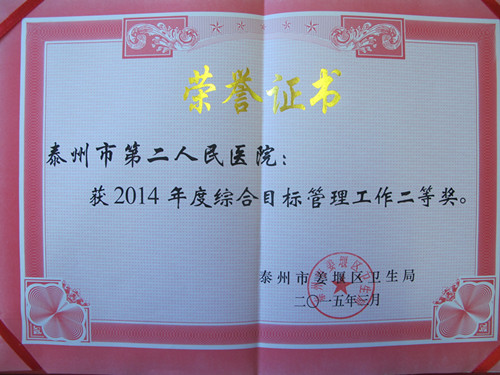 荣誉证书
泰州市第二人民医院：
获2014年度综合目标管理工作二等奖。
泰州市姜堰区卫生局
二〇一五年三月